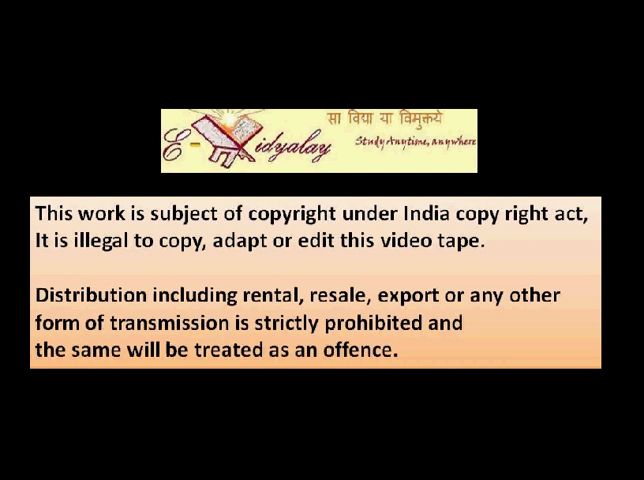 सा विद्या या विमुक्तये
E-Vidyalay
Study Anytime, anywhere
This work is subject of copyright under India copy right act,
It is illegal to copy, adapt or edit this video tape.
Distribution including rental, resale, export or any other
form of transmission is strictly prohibited and
the same will be treated as an offence.